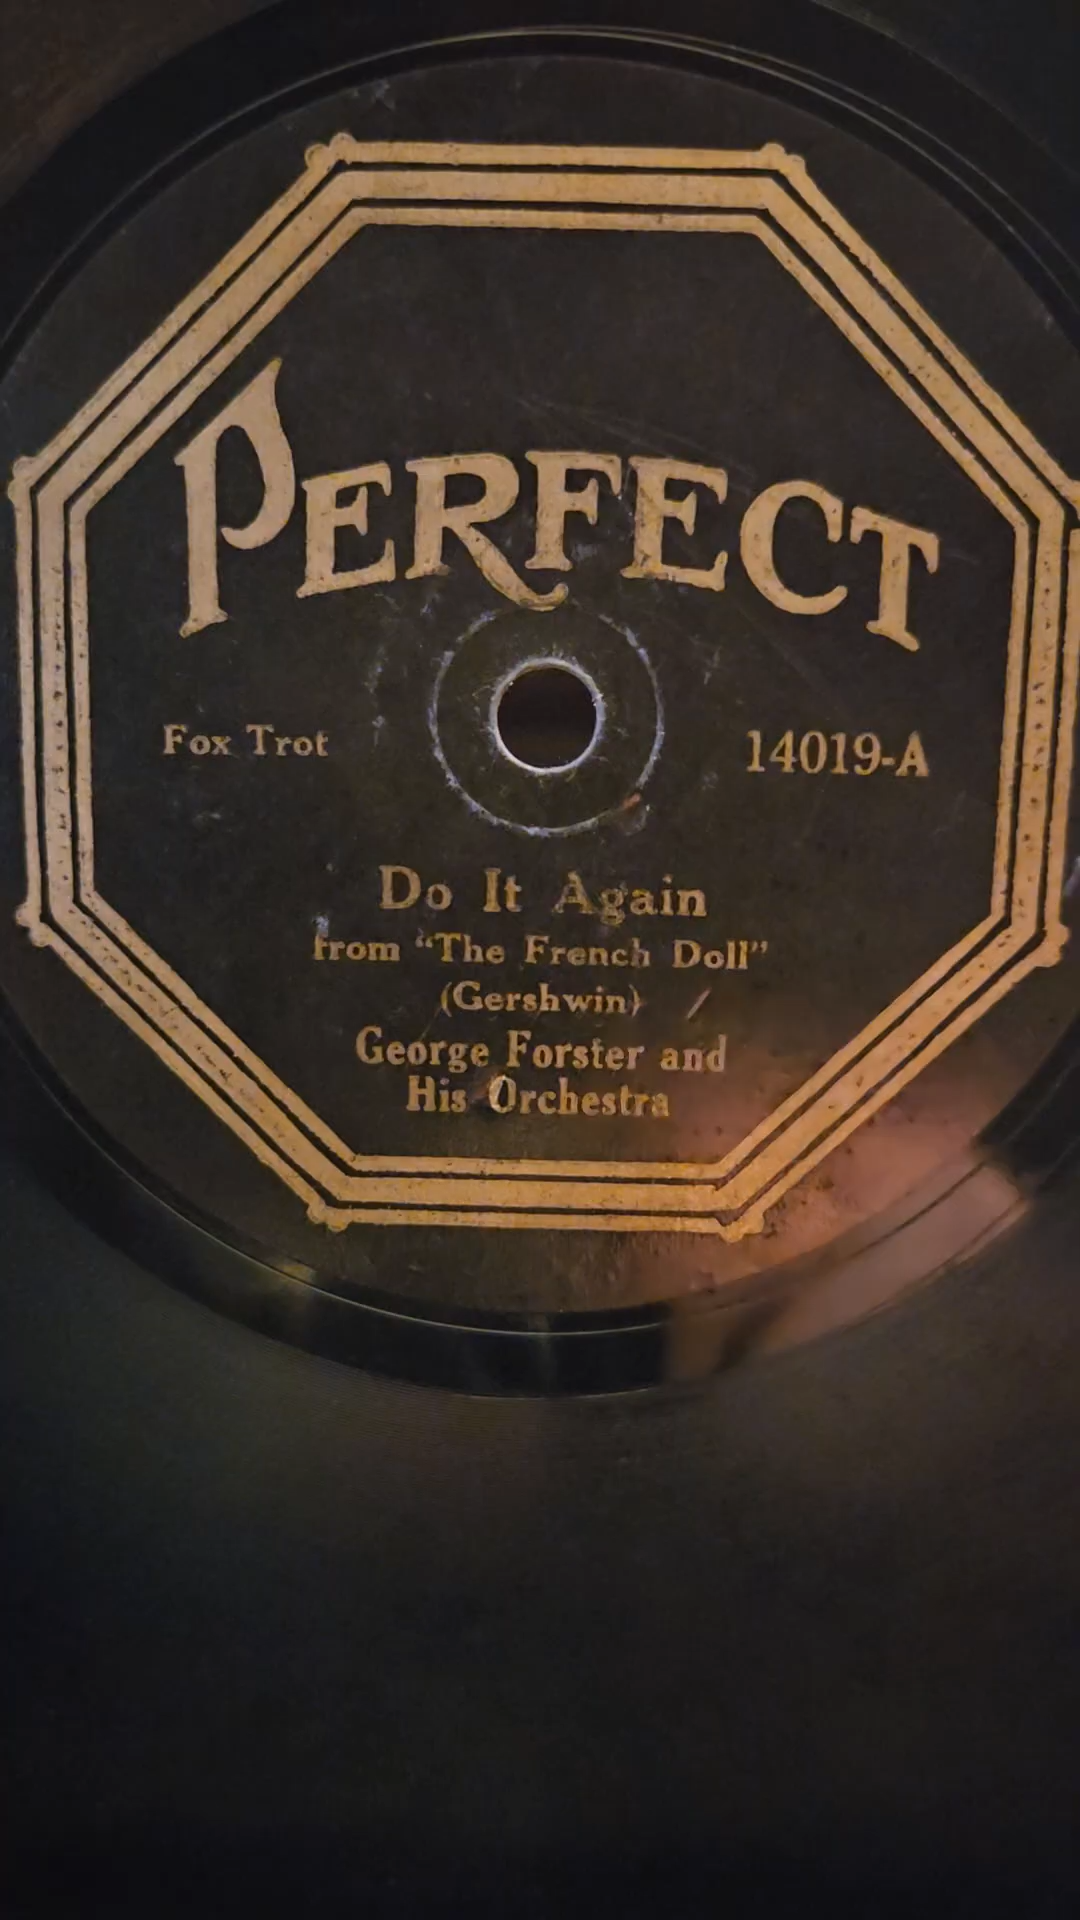 PERFECT
Fox Trot
14019-A
Do It Again
from “The French Doll”
(Gershwin)
George Forster and
His Orchestra